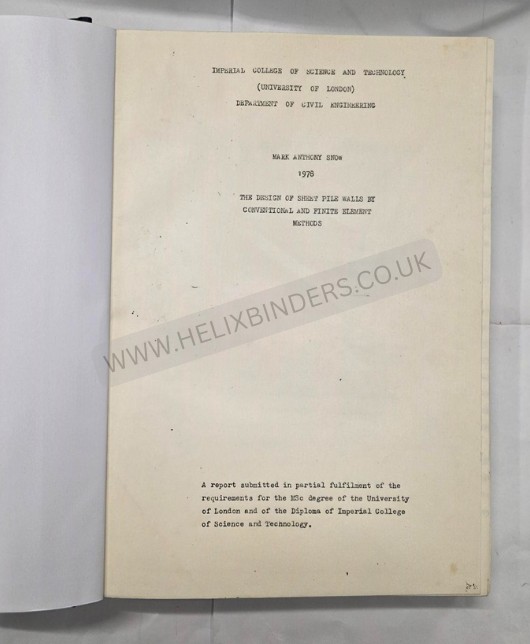 IMPERIAL COLLEGE OF SCIENCE AND TECHNOLOGY
(UNIVERSITY OF LONDON)
DEPARTMENT OF CIVIL ENGINEERING
MARK ANTHONY SNOW
1978
THE DESIGN OF SHEET PILE WALLS BY
CONVENTIONAL AND FINITE ELEMENT
METHODS
WWW.HELIXBINDERS.CO.UK
A report submitted in partial fulfilment of the
requirements for the MSc degree of the University
of London and of the Diploma of Imperial College
of Science and Technology.